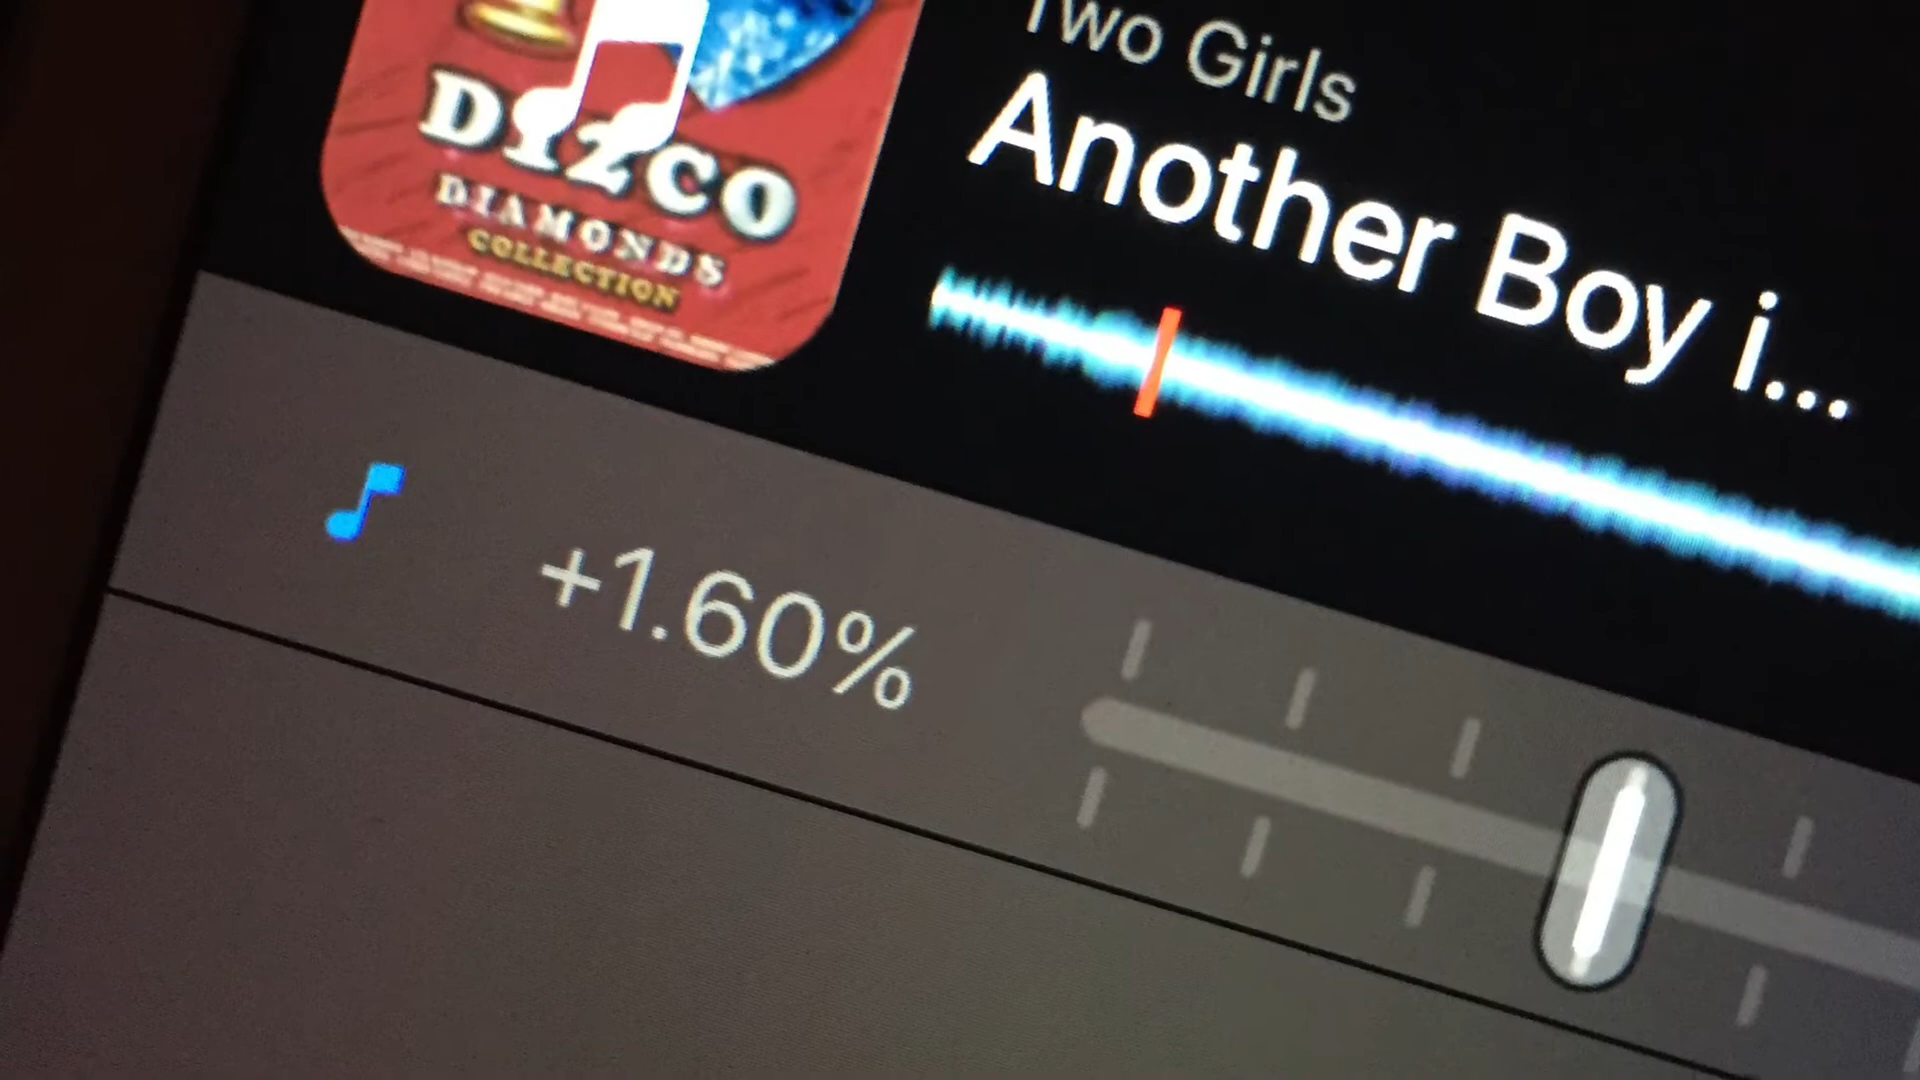 Two Girls
Another Boy i...
DIZCO
DIAMONDS
COLLECTION
+1.60%